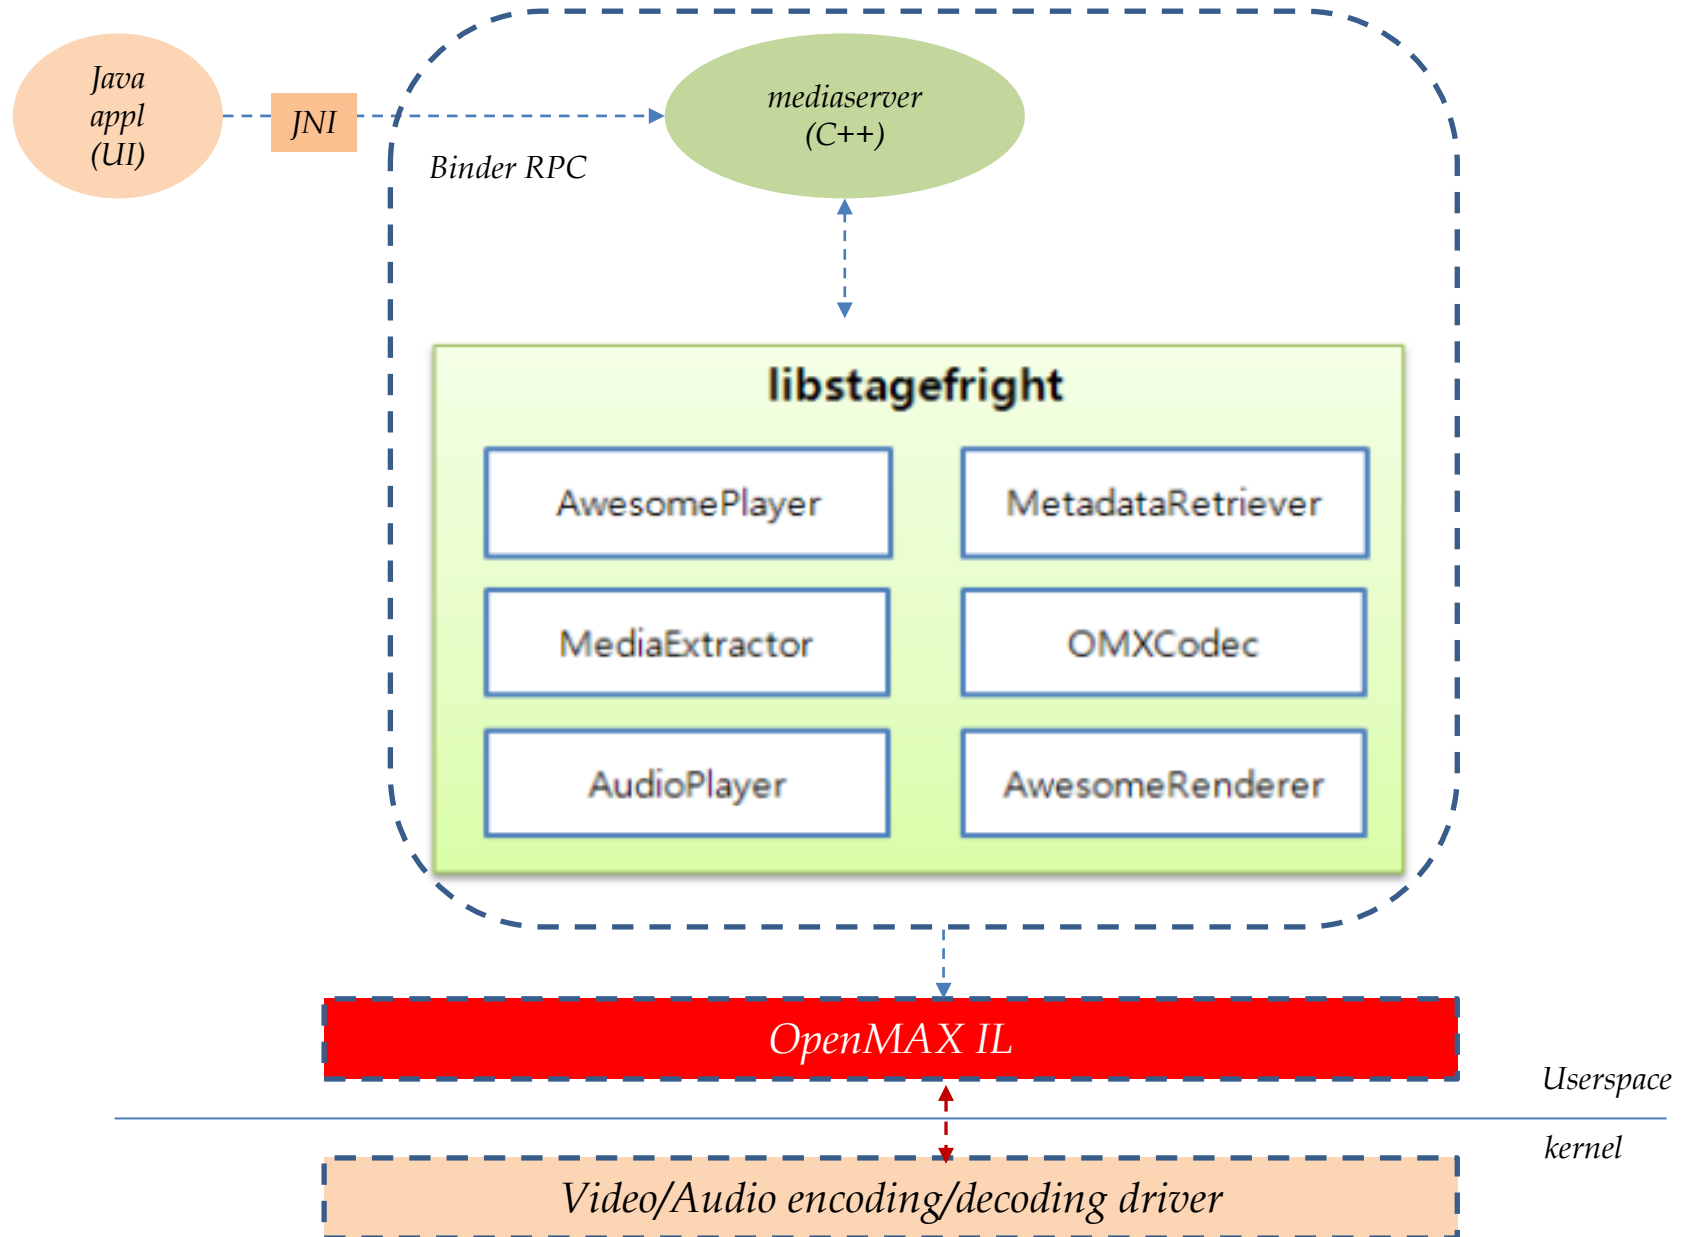 Java
appl
(UI)
JNI
Binder RPC
mediaserver
(C++)
libstagefright
AwesomePlayer
MetadataRetriever
MediaExtractor
OMXCodec
AudioPlayer
AwesomeRenderer
OpenMAX IL
Userspace
kernel
Video/Audio encoding/decoding driver